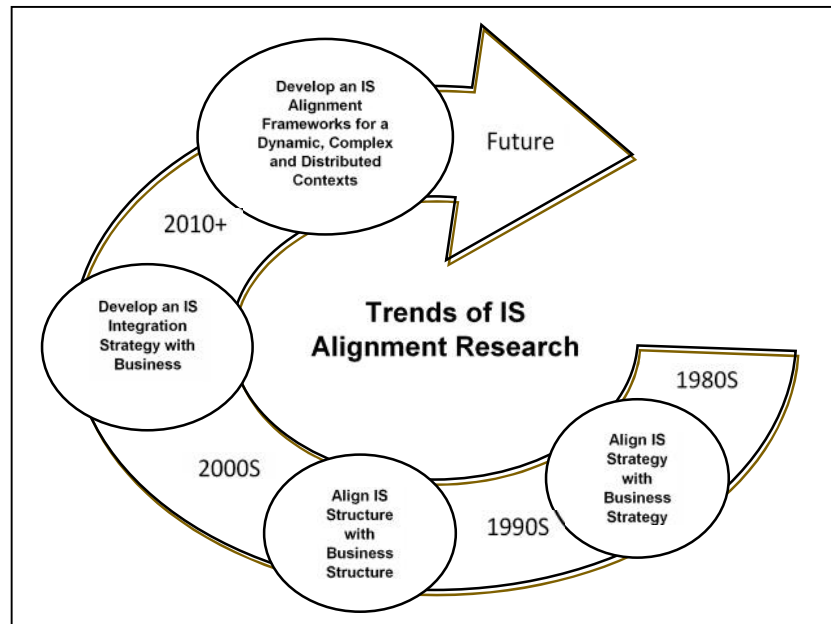 Develop an IS
Alignment
Frameworks for a
Dynamic, Complex
and Distributed
Contexts
Future
2010+
Develop an IS
Integration
Strategy with
Business
Trends of IS
Alignment Research
1980S
Align IS
Strategy
with
Business
Strategy
2000S
Align IS
Structure
with
Business
Structure
1990S